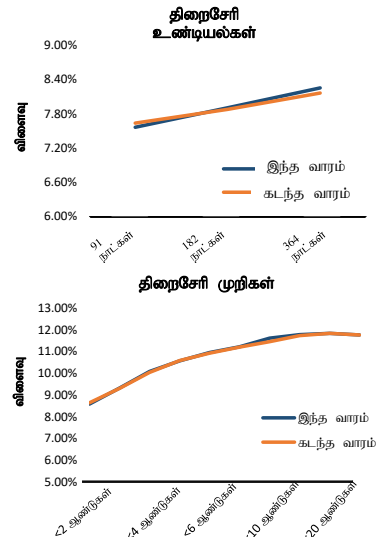 திறைசேரி
உண்டியல்கள்
9.00%
8.40%
7.80%
7.20%
6.60%
6.00%
விளைவு
இந்த வாரம்
கடந்த வாரம்
91
நாட்கள்
182
நாட்கள்
364
நாட்கள்
திறைசேரி முறிகள்
13.00%
12.00%
11.00%
10.00%
9.00%
8.00%
7.00%
6.00%
5.00%
விளைவு
இந்த வாரம்
கடந்த வாரம்
<2 ஆண்டுகள்
<4 ஆண்டுகள்
<6 ஆண்டுகள்
10 ஆண்டுகள்
20 ஆண்டுகள்